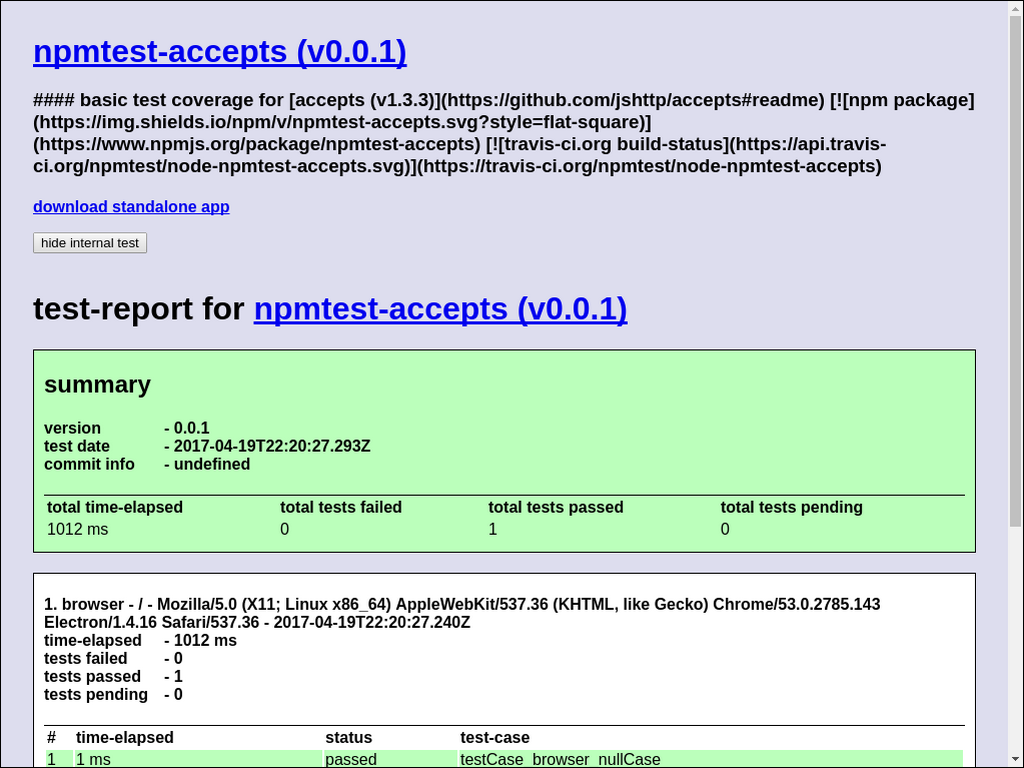 npmtest-accepts (v0.0.1)
#### basic test coverage for [accepts (v1.3.3)](https://github.com/jshttp/accepts#readme) [![npm package]
(https://img.shields.io/npm/v/npmtest-accepts.svg?style=flat-square)]
(https://www.npmjs.org/package/npmtest-accepts) [![travis-ci.org build-status](https://api.travis-
ci.org/npmtest/node-npmtest-accepts.svg)](https://travis-ci.org/npmtest/node-npmtest-accepts)
download standalone app
hide internal test
test-report for npmtest-accepts (v0.0.1)
summary
version - 0.0.1
test date - 2017-04-19T22:20:27.293Z
commit info - undefined
total time-elapsed total tests failed total tests passed total tests pending
1012 ms 0 1 0
1. browser - / - Mozilla/5.0 (X11; Linux x86_64) AppleWebKit/537.36 (KHTML, like Gecko) Chrome/53.0.2785.143
Electron/1.4.16 Safari/537.36 - 2017-04-19T22:20:27.240Z
time-elapsed - 1012 ms
tests failed - 0
tests passed - 1
tests pending - 0
# time-elapsed status test-case
1 1 ms passed testCase_browser_nullCase